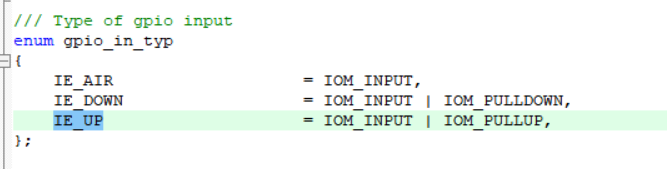 /// Type of gpio input
enum gpio_in_typ
{
IE_AIR = IOM_INPUT,
IE_DOWN = IOM_INPUT | IOM_PULLDOWN,
IE_UP = IOM_INPUT | IOM_PULLUP,
};